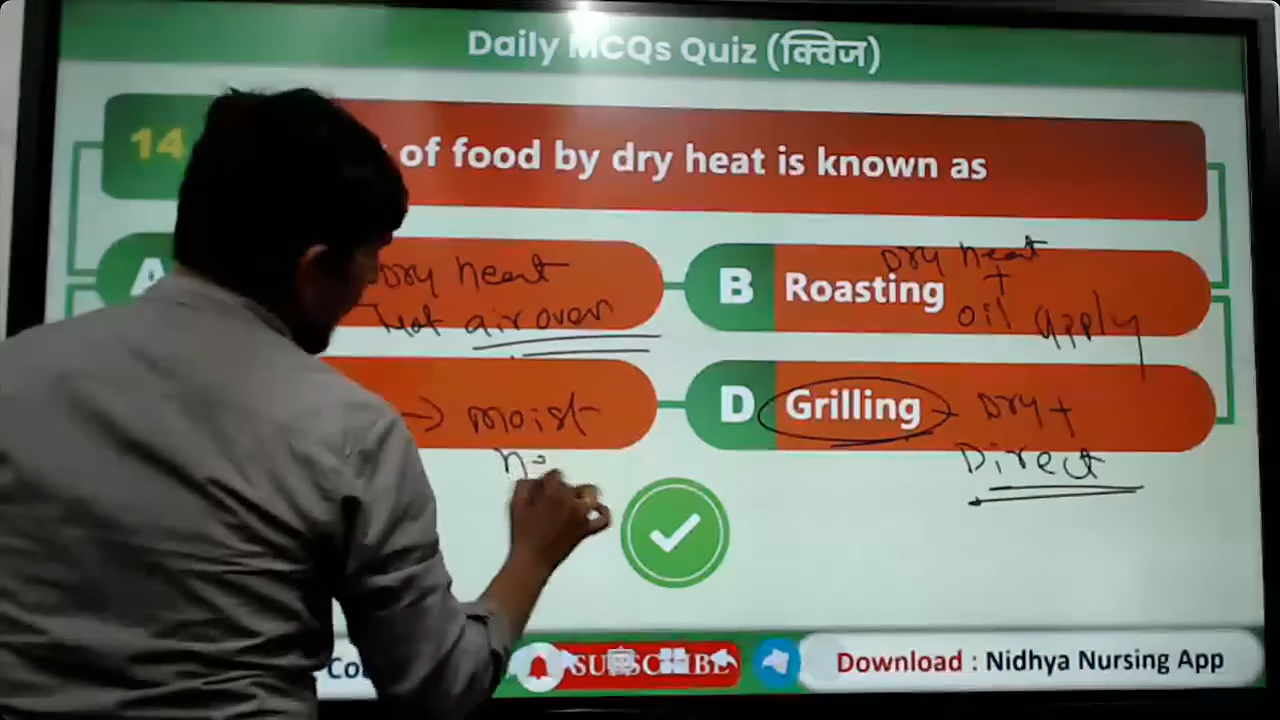 Daily MCQs Quiz (क्विज)
14 of food by dry heat is known as
A
Dry heat
Hot air oven
B Roasting
Dry heat
+
oil apply
→ moist
D Grilling → Dry +
Direct
SUBSCRIBE
Download : Nidhya Nursing App